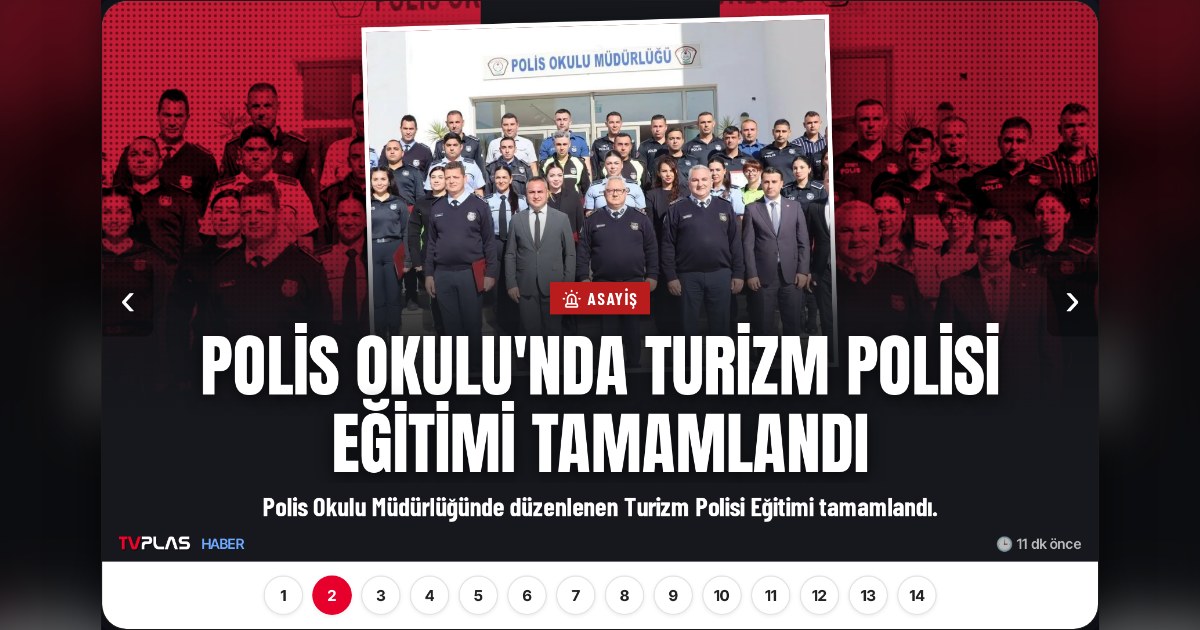 POLİS OKULU MÜDÜRLÜĞÜ
ASAYİŞ
POLİS OKULU'NDA TURİZM POLİSİ
EĞİTİMİ TAMAMLANDI
Polis Okulu Müdürlüğünde düzenlenen Turizm Polisi Eğitimi tamamlandı.
TVPLAS HABER
11 dk önce
1 2 3 4 5 6 7 8 9 10 11 12 13 14